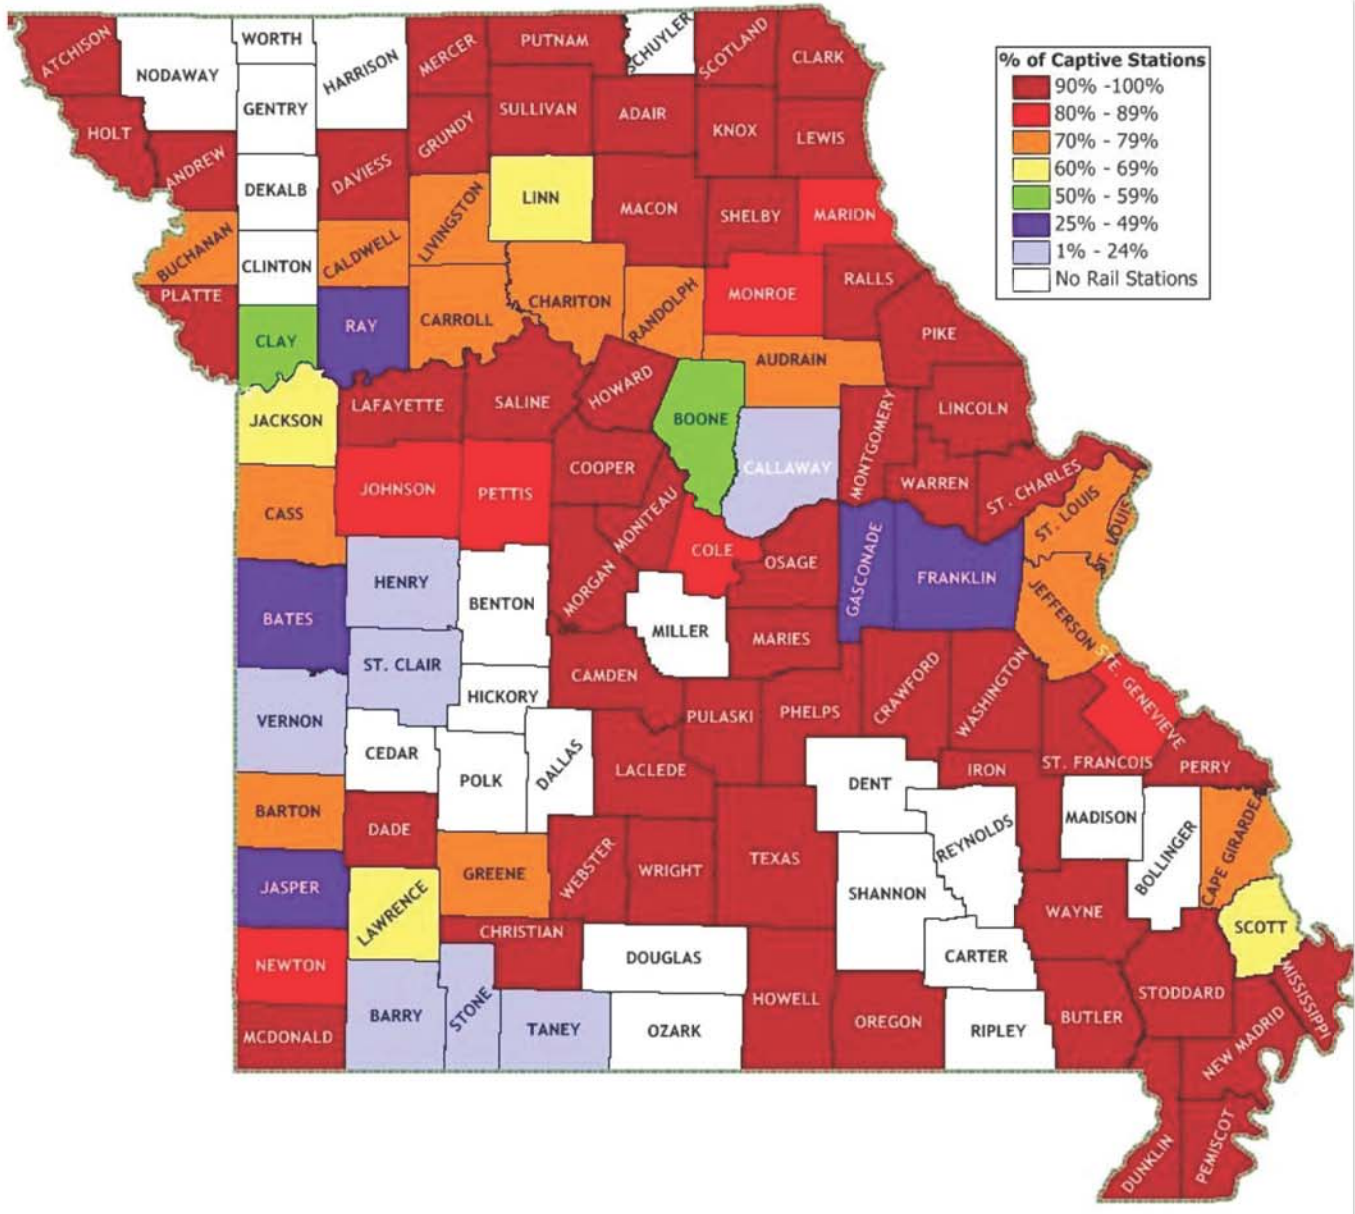 % of Captive Stations
90% -100%
80% - 89%
70% - 79%
60% - 69%
50% - 59%
25% - 49%
1% - 24%
No Rail Stations
ATCHISON
NODAWAY
WORTH
HARRISON
MERCER
PUTNAM
SCHUYLER
SCOTLAND
CLARK
HOLT
GENTRY
GRUNDY
SULLIVAN
ADAIR
KNOX
LEWIS
ANDREW
DEKALB
DAVIESS
LIVINGSTON
LINN
MACON
SHELBY
MARION
BUCHANAN
CLINTON
CALDWELL
PLATTE
CLAY
RAY
CARROLL
CHARITON
RANDOLPH
MONROE
RALLS
PIKE
AUDRAIN
JACKSON
LAFAYETTE
SALINE
HOWARD
BOONE
CALLAWAY
MONTGOMERY
LINCOLN
CASS
JOHNSON
PETTIS
COOPER
MONITEAU
WARREN
ST. CHARLES
ST. LOUIS
ST. LOUIS
COLE
OSAGE
GASCONADE
FRANKLIN
JEFFERSON
BATES
HENRY
BENTON
MORGAN
MILLER
MARIES
ST. CLAIR
HICKORY
CAMDEN
PULASKI
PHELPS
CRAWFORD
WASHINGTON
STE. GENEVIEVE
VERNON
CEDAR
POLK
DALLAS
LACLEDE
DENT
IRON
ST. FRANCOIS
PERRY
BARTON
DADE
GREENE
WEBSTER
WRIGHT
TEXAS
SHANNON
REYNOLDS
MADISON
BOLLINGER
CAPE GIRARDEA
JASPER
LAWRENCE
CHRISTIAN
DOUGLAS
CARTER
WAYNE
SCOTT
NEWTON
BARRY
STONE
TANEY
OZARK
HOWELL
OREGON
RIPLEY
BUTLER
STODDARD
MISSISSIPPI
MCDONALD
NEW MADRID
DUNKLIN
PEMISCOT